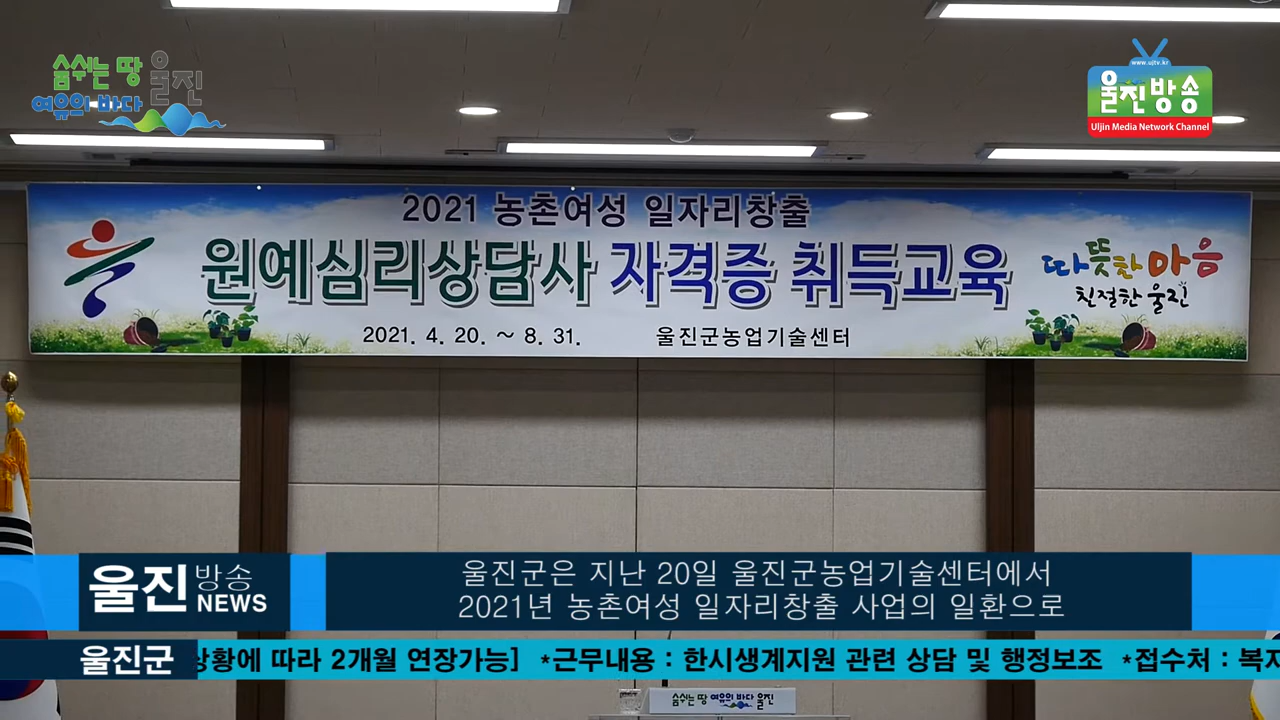 숨쉬는 땅
여유의 바다
울진
www.ujtv.kr
울진방송
Uljin Media Network Channel
2021 농촌여성 일자리창출
원예심리상담사 자격증 취득교육
2021. 4. 20. ~ 8. 31. 울진군농업기술센터
따뜻한 마음
친절한 울진
울진 방송
NEWS
울진군은 지난 20일 울진군농업기술센터에서
2021년 농촌여성 일자리창출 사업의 일환으로
울진군
상황에 따라 2개월 연장가능] *근무내용 : 한시생계지원 관련 상담 및 행정보조 *접수처 : 복지
숨쉬는 땅 여유의 바다 울진